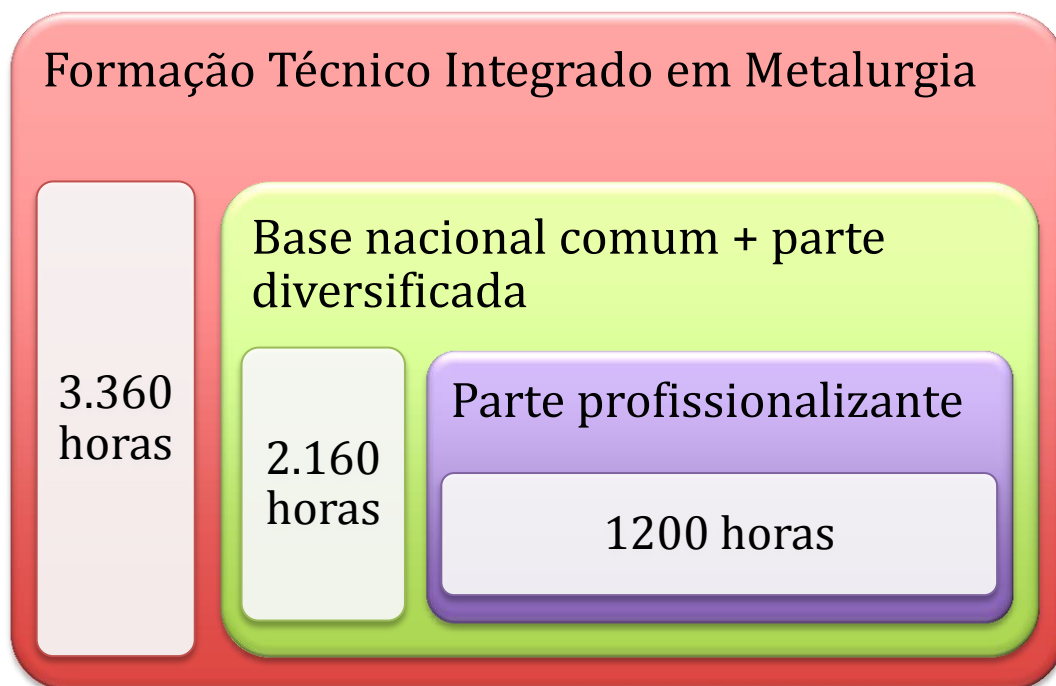 Formação Técnico Integrado em Metalurgia
3.360
horas
Base nacional comum + parte
diversificada
2.160
horas
Parte profissionalizante
1200 horas